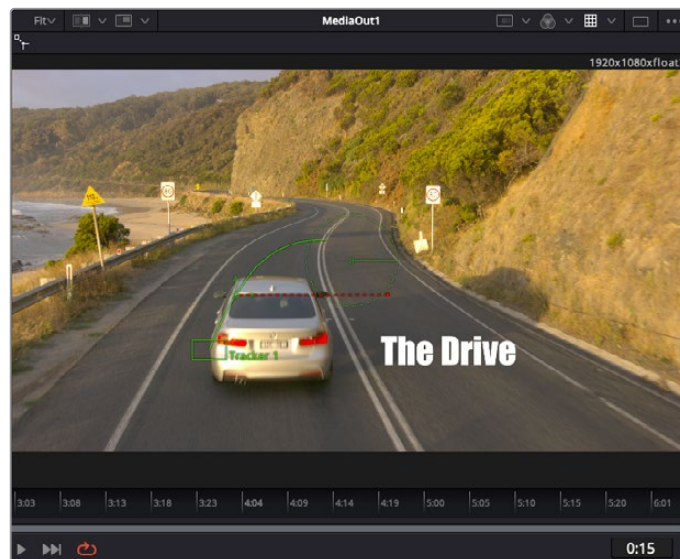 Fit MediaOut1
1920x1080xfloat
Tracker 1
The Drive
3:03 3:08 3:13 3:18 3:23 4:04 4:09 4:14 4:19 5:00 5:05 5:10 5:15 5:20 6:01
0:15